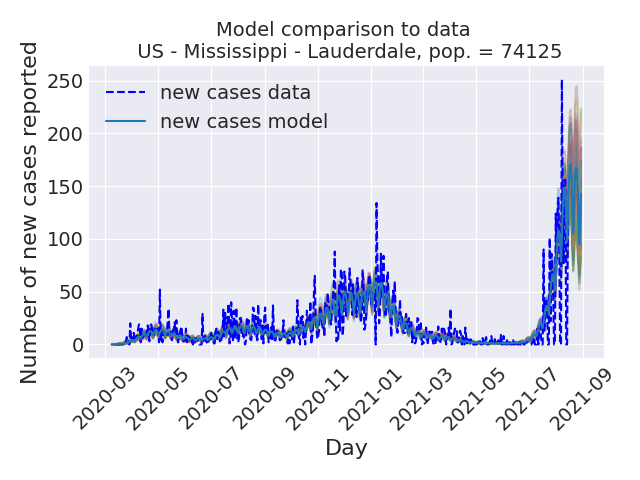 Model comparison to data
US - Mississippi - Lauderdale, pop. = 74125
Number of new cases reported
250
200
150
100
50
0
new cases data
new cases model
2020-03
2020-05
2020-07
2020-09
2020-11
2021-01
2021-03
2021-05
2021-07
2021-09
Day